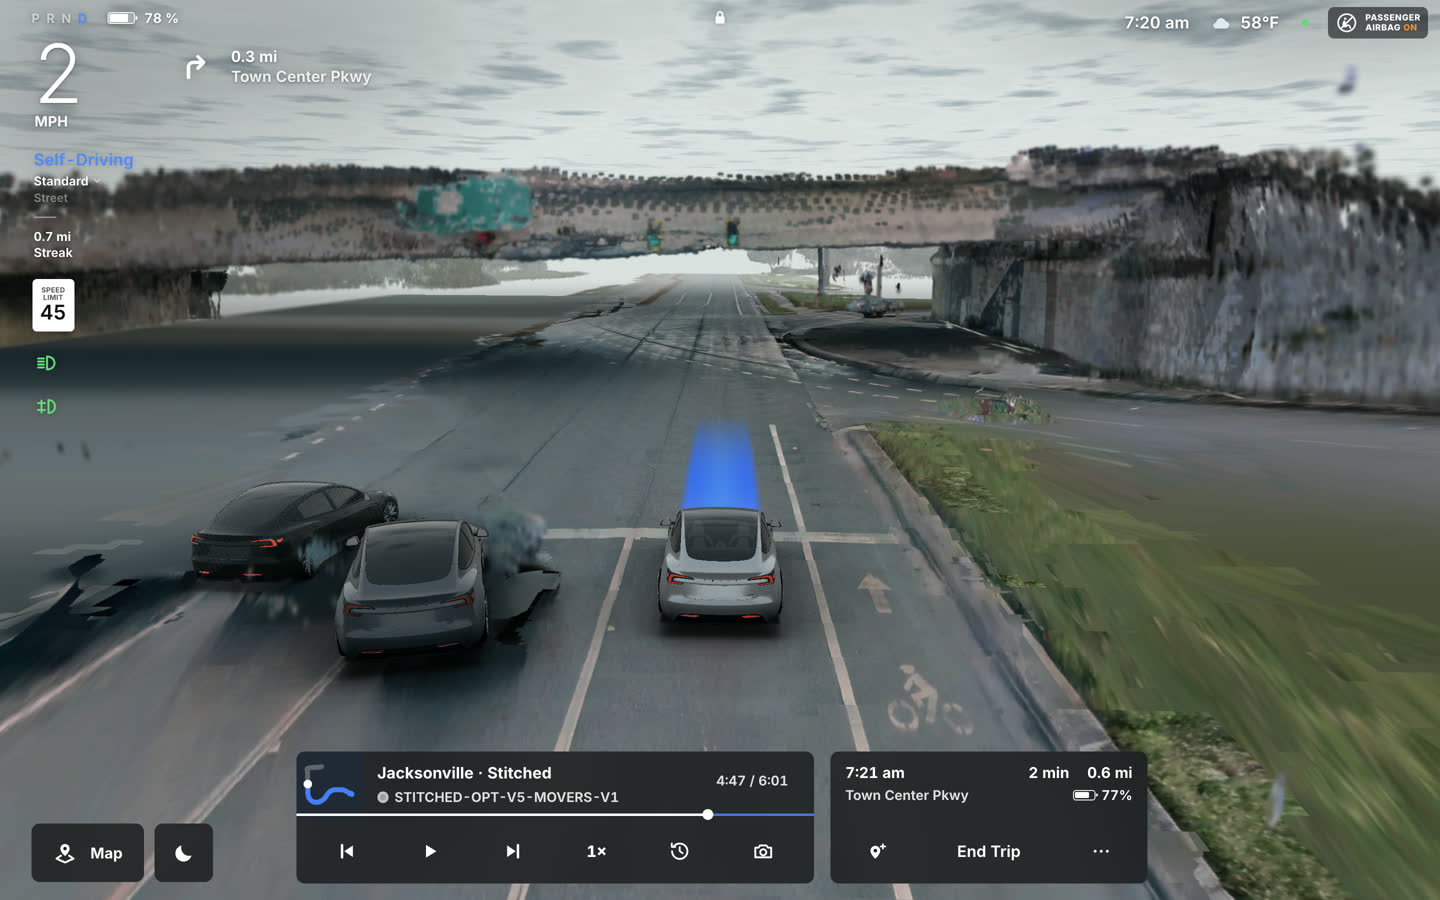 P R N D
78 %
7:20 am
58°F
PASSENGER
AIRBAG ON
2
MPH
0.3 mi
Town Center Pkwy
Self-Driving
Standard
Street
0.7 mi
Streak
SPEED
LIMIT
45
Jacksonville · Stitched
STITCHED-OPT-V5-MOVERS-V1
4:47 / 6:01
1×
7:21 am
2 min
0.6 mi
Town Center Pkwy
77%
End Trip
Map